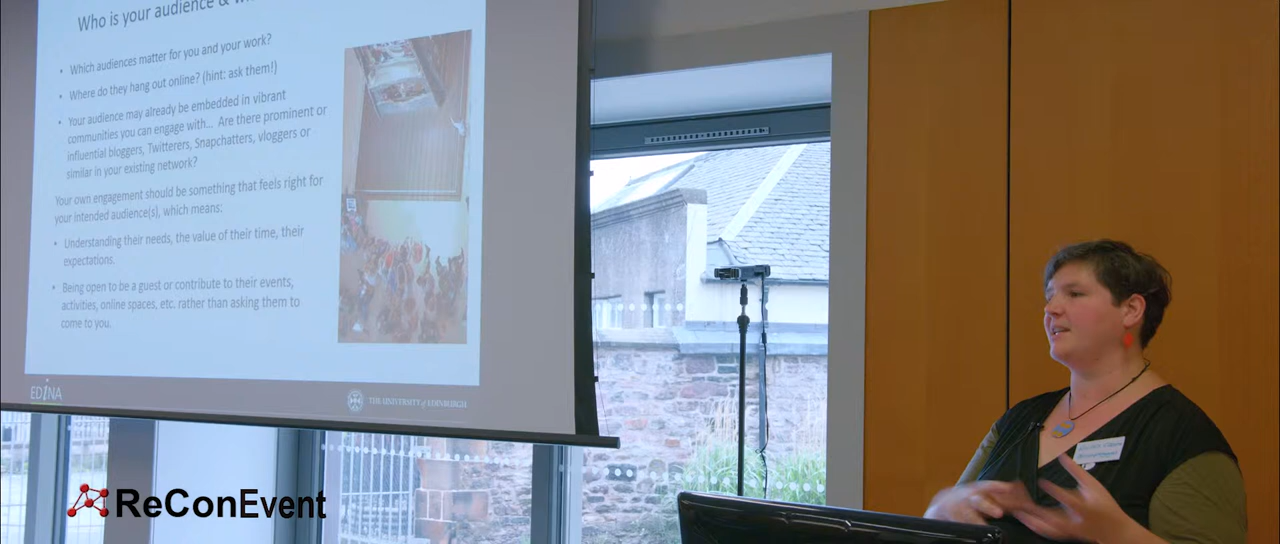 Who is your audience &
• Which audiences matter for you and your work?
• Where do they hang out online? (hint: ask them!)
• Your audience may already be embedded in vibrant
communities you can engage with... Are there prominent or
influential bloggers, Twitterers, Snapchatters, vloggers or
similar in your existing network?
Your own engagement should be something that feels right for
your intended audience(s), which means:
• Understanding their needs, the value of their time, their
expectations.
• Being open to be a guest or contribute to their events,
activities, online spaces, etc. rather than asking them to
come to you.
EDINA
THE UNIVERSITY of EDINBURGH
ReConEvent